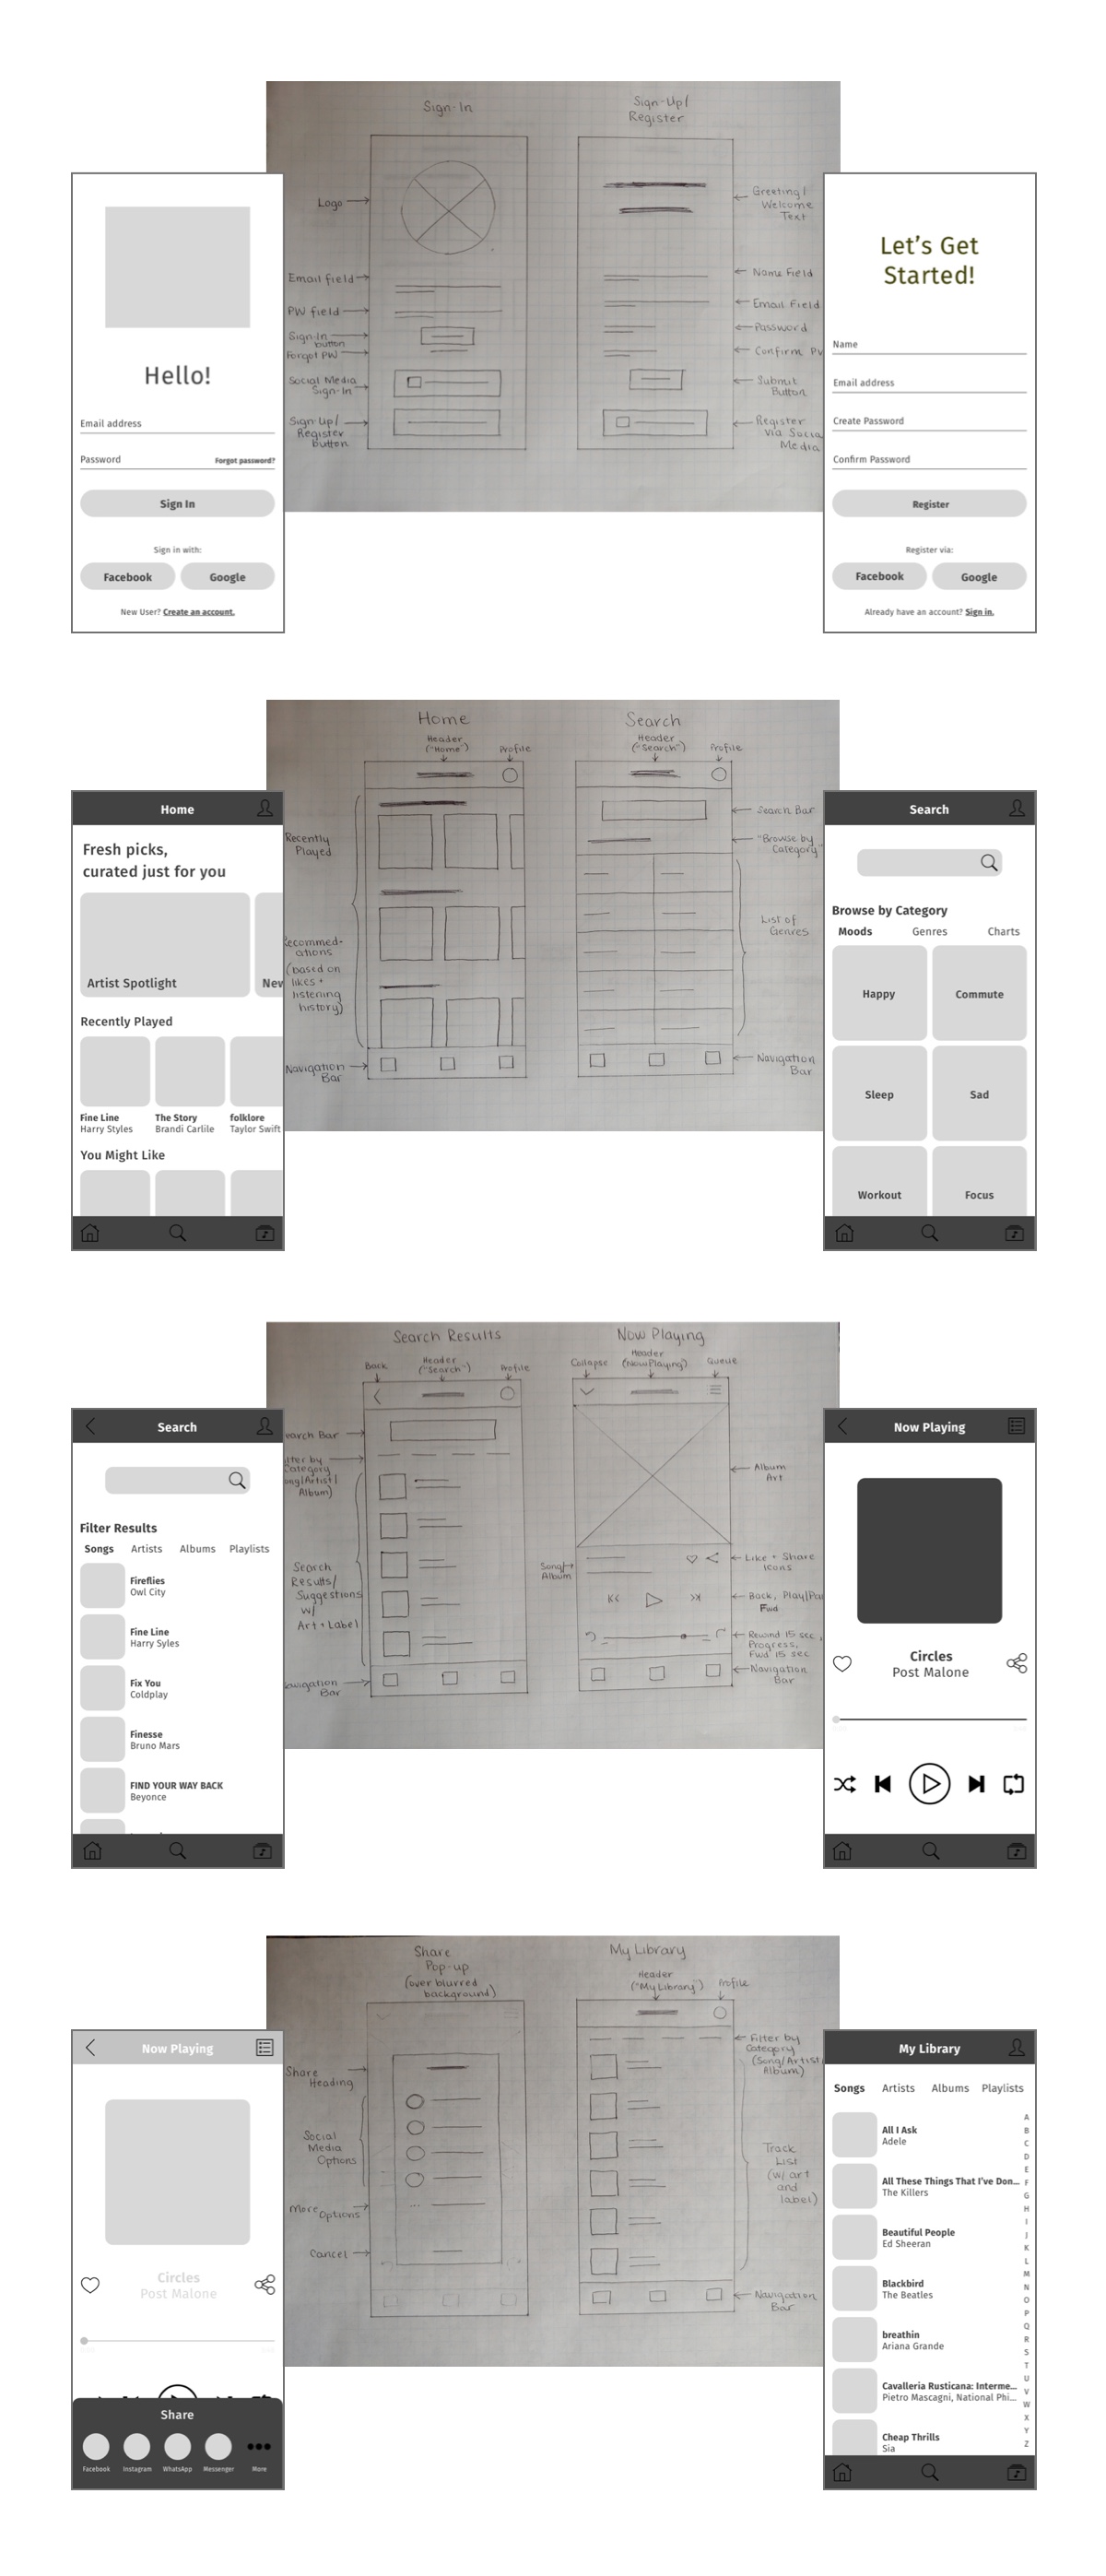 Sign-In
Sign-Up/
Register
Logo
Email field
PW field
Sign-In
button
Forgot PW
Social Media
Sign-In
Sign Up/
Register
button
Greeting/
Welcome
Text
Name Field
Email Field
Password
Confirm PW
Submit
Button
Register
via Socia
Media
Hello!
Email address
Password
Forgot password?
Sign In
Sign in with:
Facebook
Google
New User? Create an account.
Let's Get
Started!
Name
Email address
Create Password
Confirm Password
Register
Register via:
Facebook
Google
Already have an account? Sign in.
Home
Header
("Home")
Profile
Search
Header
("Search")
Profile
Recently
Played
Recommed-
ations
(based on
likes +
listening
history)
Navigation
Bar
Search Bar
"Browse by
Category"
List of
Genres
Navigation
Bar
Home
Fresh picks,
curated just for you
Artist Spotlight
New
Recently Played
Fine Line
Harry Styles
The Story
Brandi Carlile
folklore
Taylor Swift
You Might Like
Search
Browse by Category
Moods
Genres
Charts
Happy
Commute
Sleep
Sad
Workout
Focus
Search Results
Back
Header
("Search")
Profile
Now Playing
Collapse
Header
(Now Playing)
Queue
earch Bar
ilter by
Category
ong/Artist/
Album)
Search
Results/
Suggestions
w/
Art + Label
avigation
Bar
Album
Art
Song/
Album
Like + Share
Icons
Back, Play/Pau
Fwd
Rewind 15 sec,
Progress,
Fwd 15 sec
Navigation
Bar
Search
Filter Results
Songs
Artists
Albums
Playlists
Fireflies
Owl City
Fine Line
Harry Syles
Fix You
Coldplay
Finesse
Bruno Mars
FIND YOUR WAY BACK
Beyonce
Now Playing
Circles
Post Malone
Share
Pop-up
(over blurred
background)
My Library
Header
("My Library")
Profile
Share
Heading
Social
Media
Options
More Options
Cancel
Filter by
Category
(Song/Artist/
Album)
Track
List
(w/ art
and
label)
Navigation
Bar
Now Playing
Circles
Post Malone
Share
Facebook
Instagram
WhatsApp
Messenger
More
My Library
Songs
Artists
Albums
Playlists
All I Ask
Adele
All These Things That I've Don...
The Killers
Beautiful People
Ed Sheeran
Blackbird
The Beatles
breathin
Ariana Grande
Cavalleria Rusticana: Interme...
Pietro Mascagni, National Phi...
Cheap Thrills
Sia
A
B
C
D
E
F
G
H
I
J
K
L
M
N
O
P
Q
R
S
T
U
V
W
X
Y
Z